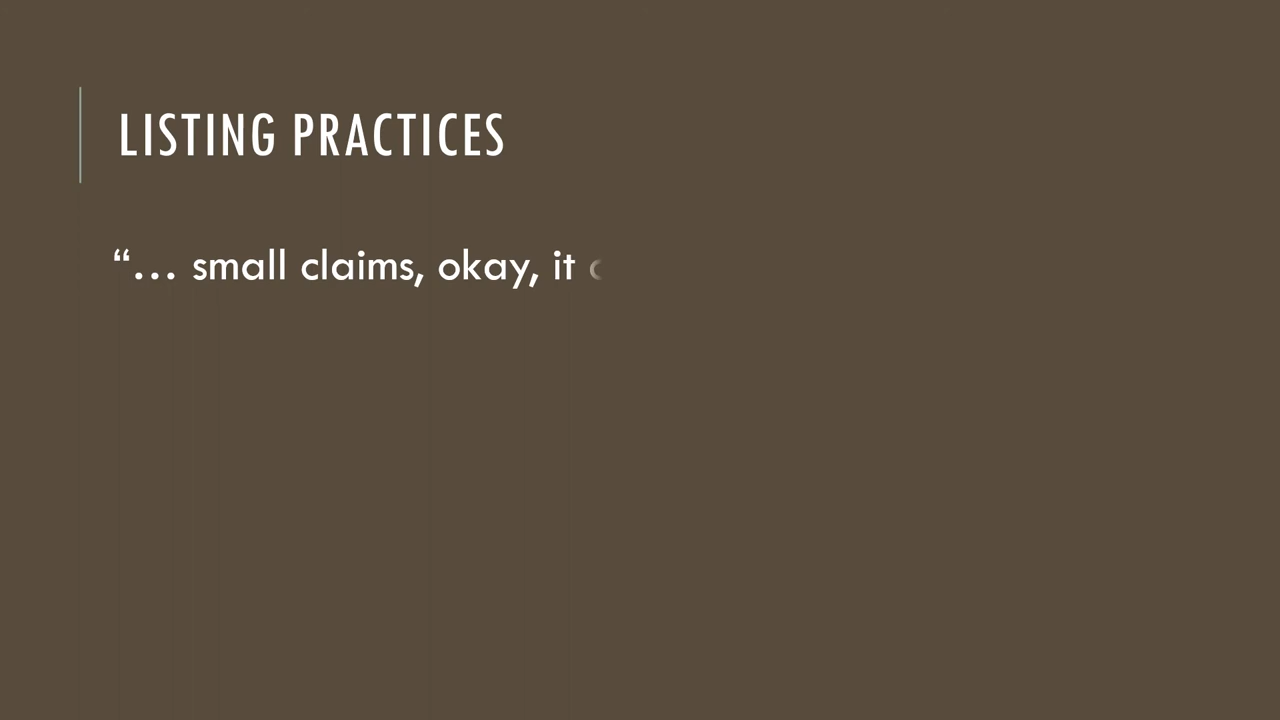 LISTING PRACTICES
“… small claims, okay, it